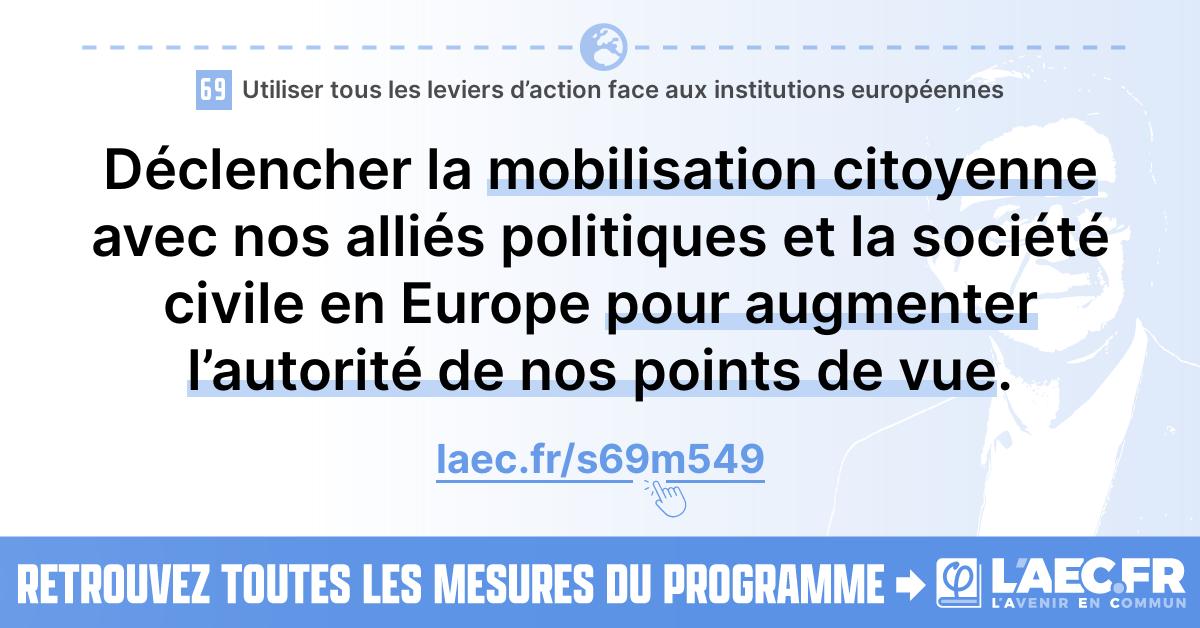 69 Utiliser tous les leviers d’action face aux institutions européennes
Déclencher la mobilisation citoyenne
avec nos alliés politiques et la société
civile en Europe pour augmenter
l’autorité de nos points de vue.
laec.fr/s69m549
RETROUVEZ TOUTES LES MESURES DU PROGRAMME
φ L'AEC.FR
L'AVENIR EN COMMUN